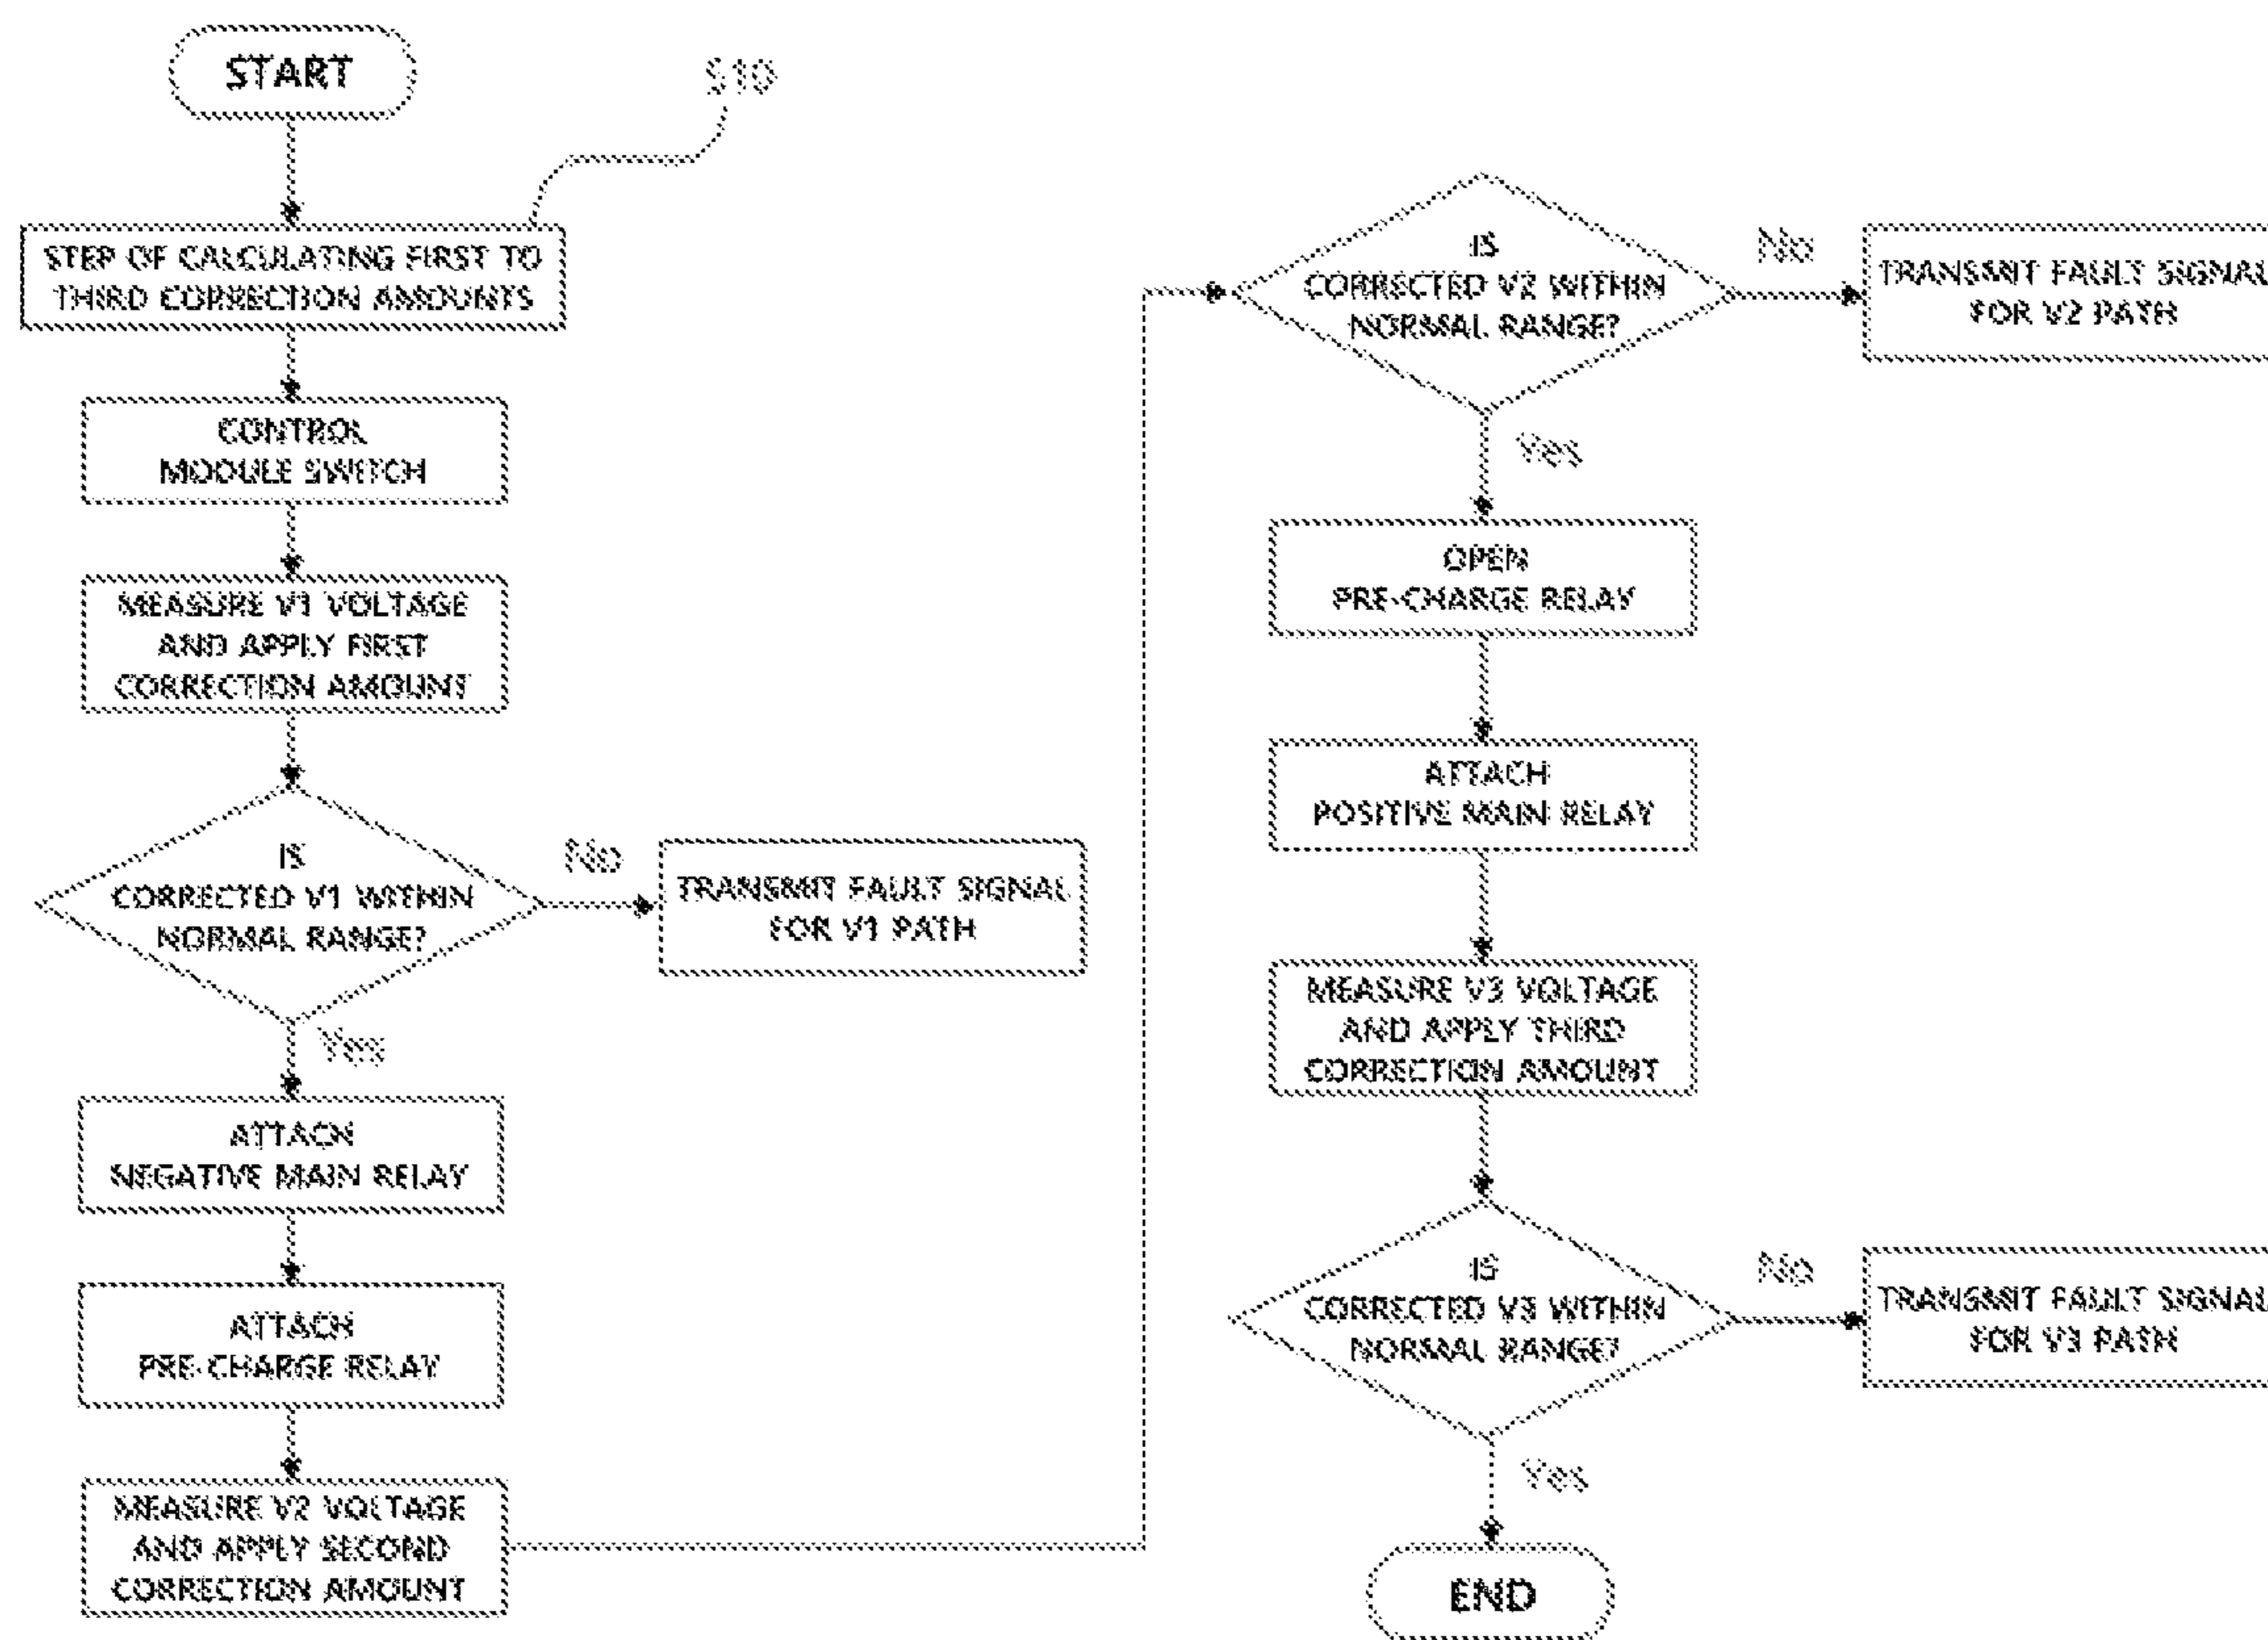 START
S10
STEP OF CALCULATING FIRST TO
THIRD CORRECTION AMOUNTS
CONTROL
MODULE SWITCH
MEASURE V1 VOLTAGE
AND APPLY FIRST
CORRECTION AMOUNT
IS
CORRECTED V1 WITHIN
NORMAL RANGE?
No
TRANSMIT FAULT SIGNAL
FOR V1 PATH
Yes
ATTACH
NEGATIVE MAIN RELAY
ATTACH
PRE-CHARGE RELAY
MEASURE V2 VOLTAGE
AND APPLY SECOND
CORRECTION AMOUNT
IS
CORRECTED V2 WITHIN
NORMAL RANGE?
No
TRANSMIT FAULT SIGNAL
FOR V2 PATH
Yes
OPEN
PRE-CHARGE RELAY
ATTACH
POSITIVE MAIN RELAY
MEASURE V3 VOLTAGE
AND APPLY THIRD
CORRECTION AMOUNT
IS
CORRECTED V3 WITHIN
NORMAL RANGE?
No
TRANSMIT FAULT SIGNAL
FOR V3 PATH
Yes
END